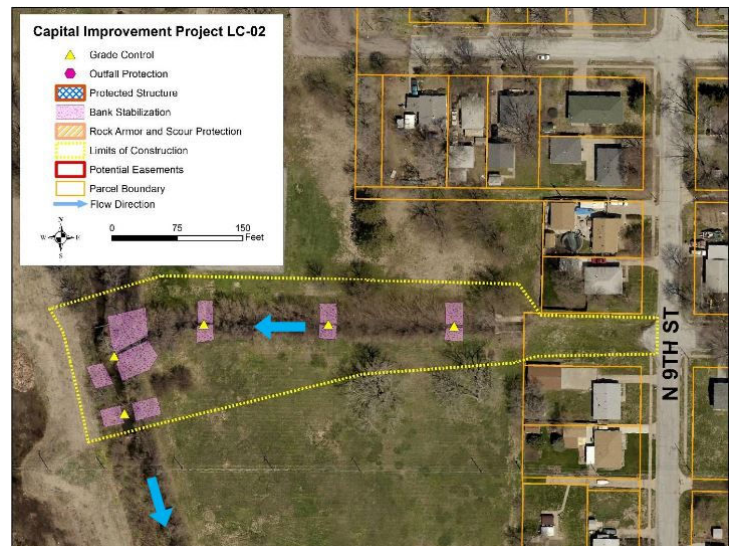 Capital Improvement Project LC-02
Grade Control
Outfall Protection
Protected Structure
Bank Stabilization
Rock Armor and Scour Protection
Limits of Construction
Potential Easements
Parcel Boundary
Flow Direction
N
W E
S
0 75 150
Feet
N 9TH ST